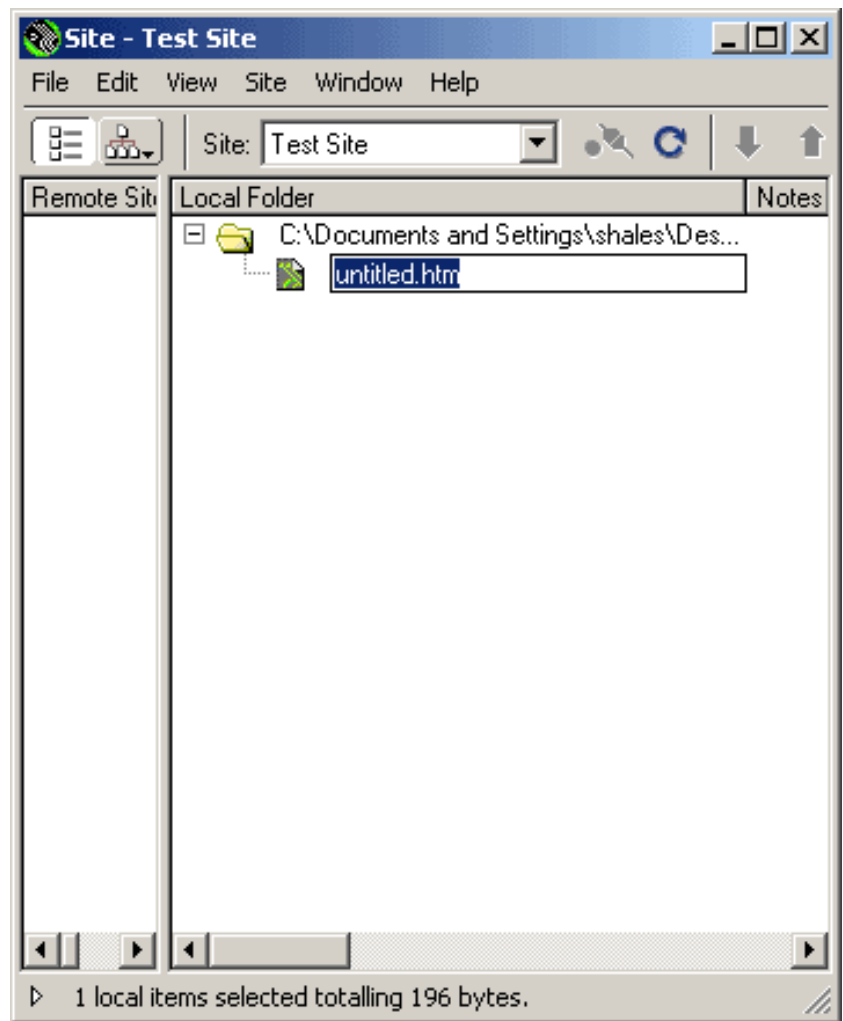 Site - Test Site
File Edit View Site Window Help
Site: Test Site
Remote Sit
Local Folder
Notes
C:\Documents and Settings\shales\Des...
untitled.htm
1 local items selected totalling 196 bytes.